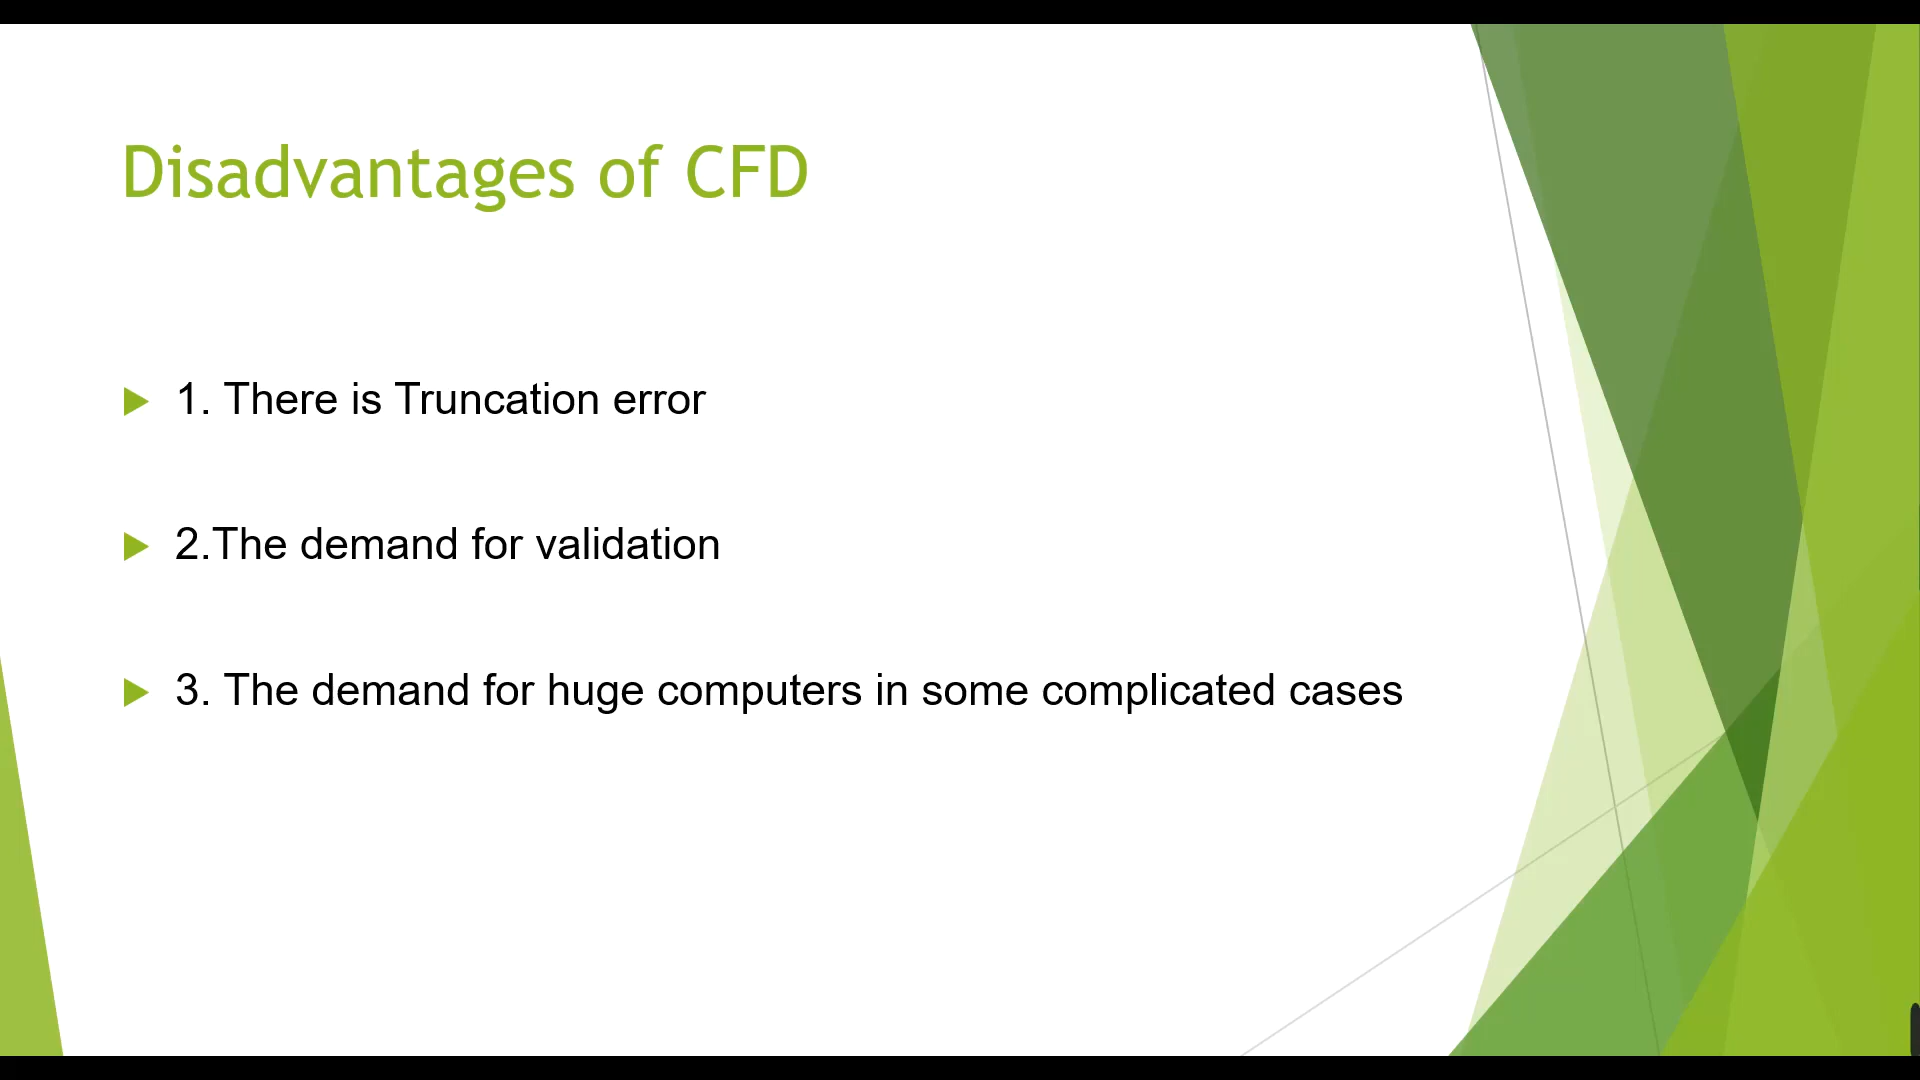 Disadvantages of CFD
1. There is Truncation error
2.The demand for validation
3. The demand for huge computers in some complicated cases